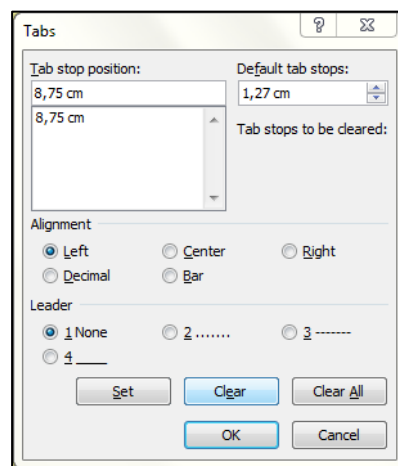 Tabs
Tab stop position:
Default tab stops:
8,75 cm
1,27 cm
8,75 cm
Tab stops to be cleared:
Alignment
Left
Center
Right
Decimal
Bar
Leader
1 None
2 .......
3 -------
4 ___
Set
Clear
Clear All
OK
Cancel